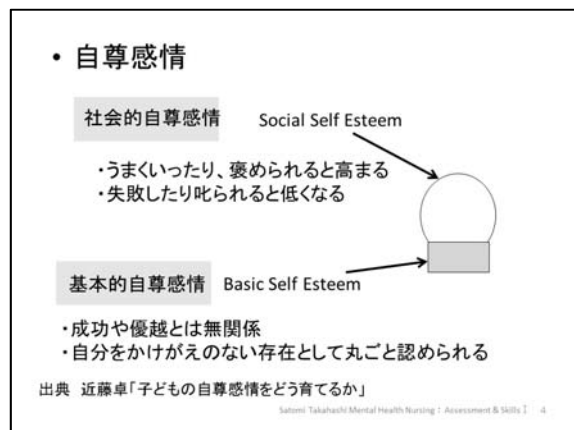 ・自尊感情
社会的自尊感情 Social Self Esteem
・うまくいったり、褒められると高まる
・失敗したり叱られると低くなる
基本的自尊感情 Basic Self Esteem
・成功や優越とは無関係
・自分をかけがえのない存在として丸ごと認められる
出典 近藤卓「子どもの自尊感情をどう育てるか」
Satomi Takahashi Mental Health Nursing：Assessment & Skills Ⅰ 4